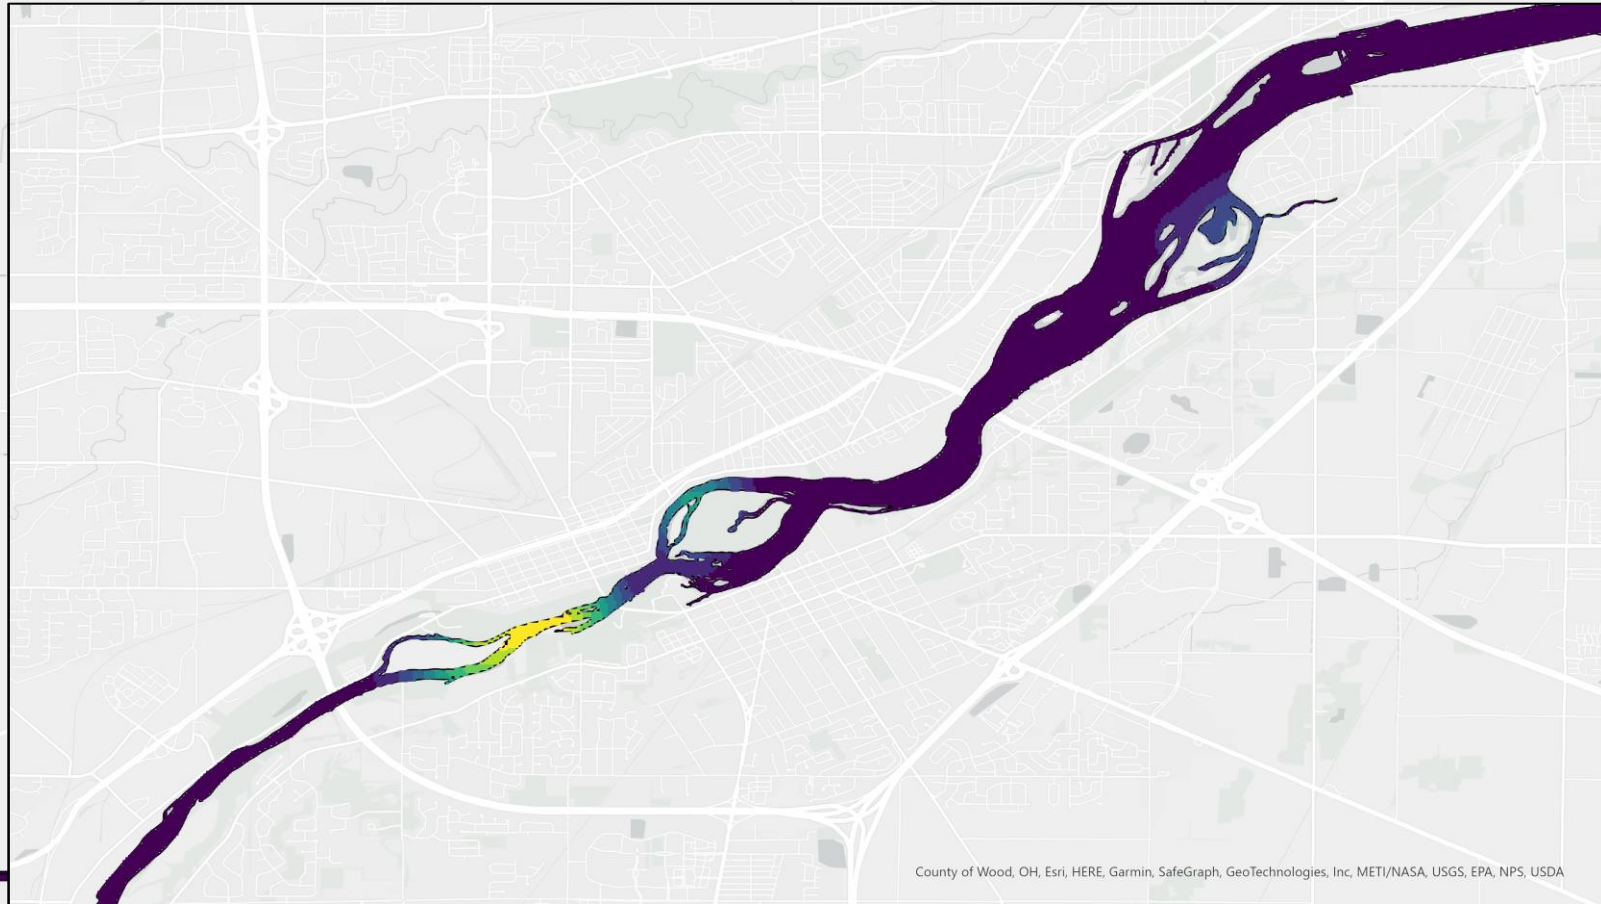 County of Wood, OH, Esri, HERE, Garmin, SafeGraph, GeoTechnologies, Inc, METI/NASA, USGS, EPA, NPS, USDA